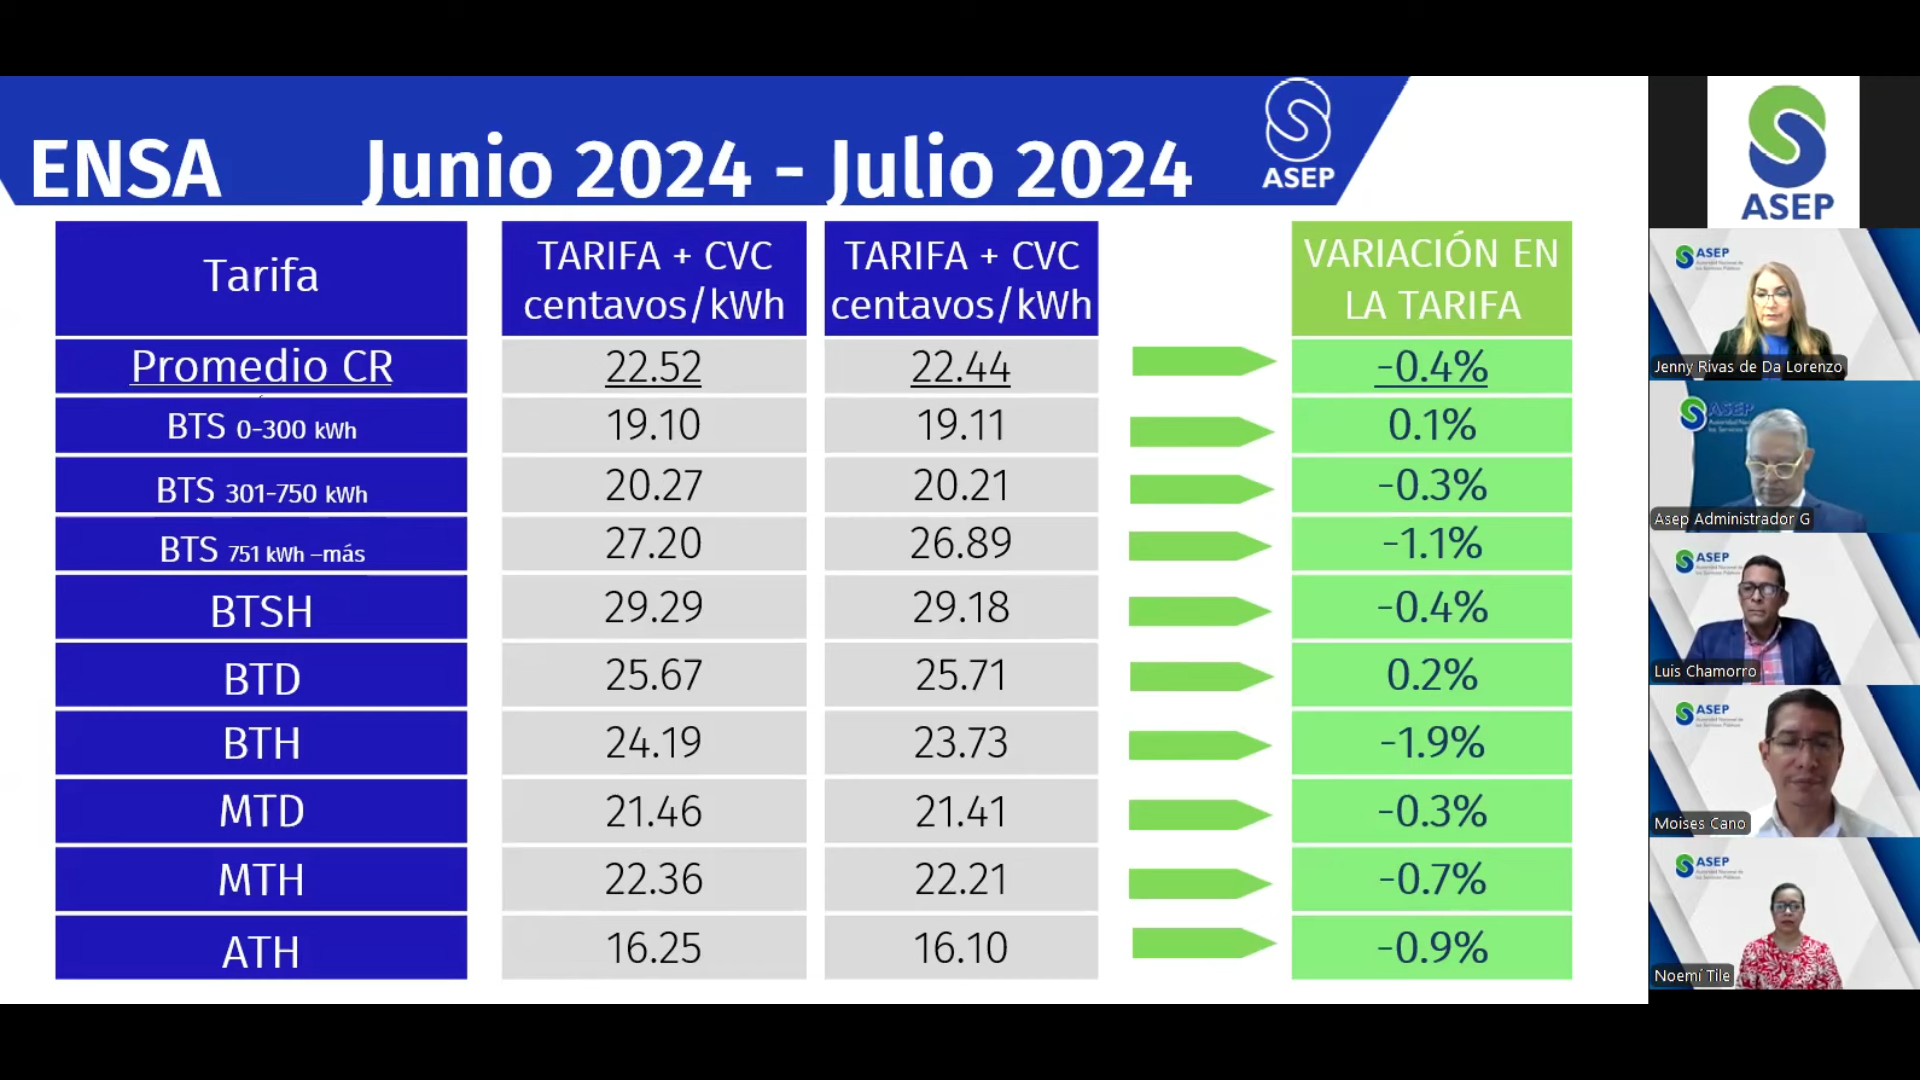 ENSA Junio 2024 - Julio 2024
ASEP
Tarifa
TARIFA + CVC
centavos/kWh
TARIFA + CVC
centavos/kWh
VARIACIÓN EN
LA TARIFA
Promedio CR 22.52 22.44 -0.4%
BTS 0-300 kWh 19.10 19.11 0.1%
BTS 301-750 kWh 20.27 20.21 -0.3%
BTS 751 kWh –más 27.20 26.89 -1.1%
BTSH 29.29 29.18 -0.4%
BTD 25.67 25.71 0.2%
BTH 24.19 23.73 -1.9%
MTD 21.46 21.41 -0.3%
MTH 22.36 22.21 -0.7%
ATH 16.25 16.10 -0.9%
ASEP
ASEP
Jenny Rivas de Da Lorenzo
ASEP
Asep Administrador G
ASEP
Luis Chamorro
ASEP
Moises Cano
ASEP
Noemí Tile